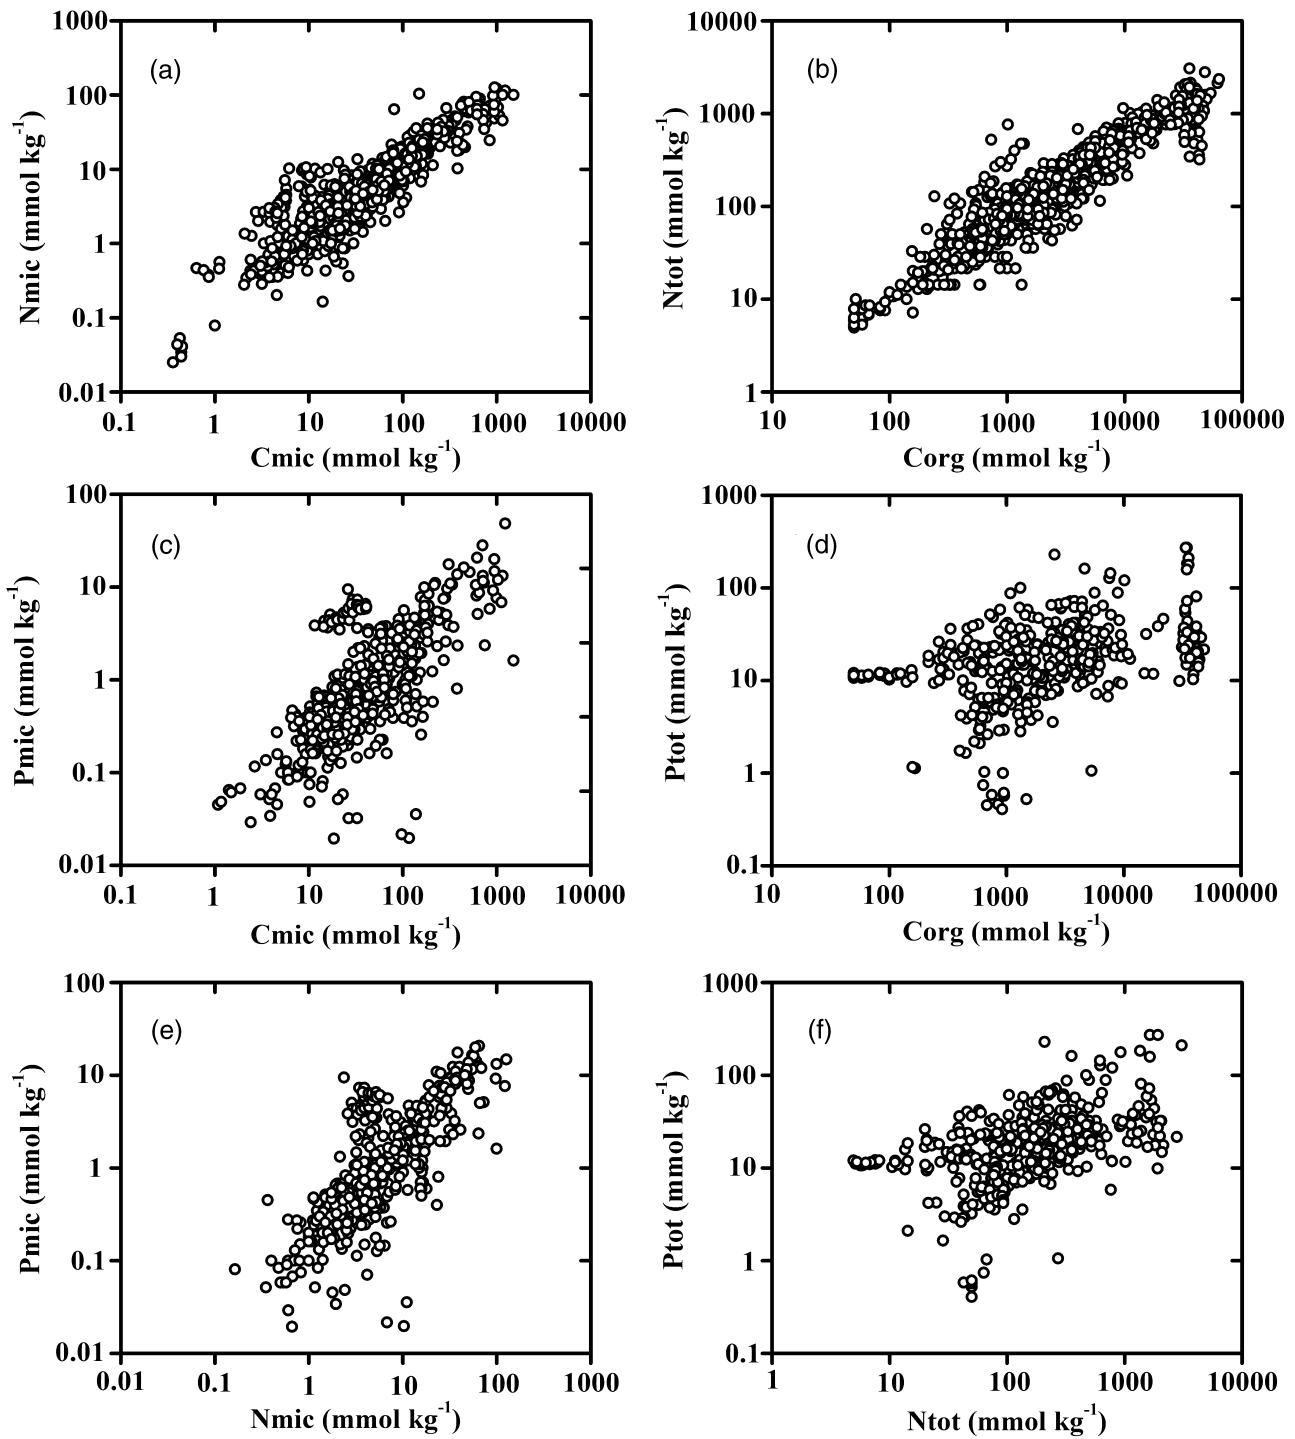 1000
100
10
1
0.1
0.01
(a)
Nmic (mmol kg⁻¹)
0.1 1 10 100 1000 10000
Cmic (mmol kg⁻¹)
10000
1000
100
10
1
(b)
Ntot (mmol kg⁻¹)
10 100 1000 10000 100000
Corg (mmol kg⁻¹)
100
10
1
0.1
0.01
(c)
Pmic (mmol kg⁻¹)
0.1 1 10 100 1000 10000
Cmic (mmol kg⁻¹)
1000
100
10
1
0.1
(d)
Ptot (mmol kg⁻¹)
10 100 1000 10000 100000
Corg (mmol kg⁻¹)
100
10
1
0.1
0.01
(e)
Pmic (mmol kg⁻¹)
0.01 0.1 1 10 100 1000
Nmic (mmol kg⁻¹)
1000
100
10
1
0.1
(f)
Ptot (mmol kg⁻¹)
1 10 100 1000 10000
Ntot (mmol kg⁻¹)